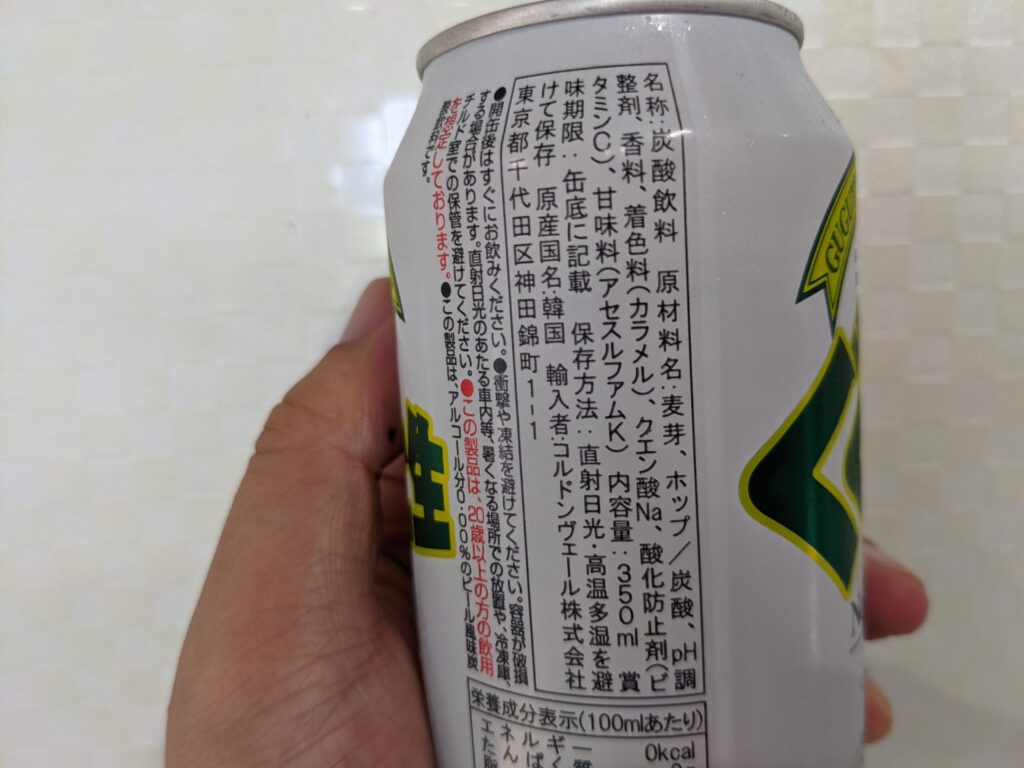 名称:炭酸飲料 原材料名:麦芽、ホップ/炭酸、pH調
整剤、香料、着色料(カラメル)、クエン酸Na、酸化防止剤(ビ
タミンC)、甘味料(アセスルファムK) 内容量:350ml 賞
味期限:缶底に記載 保存方法:直射日光・高温多湿を避
けて保存 原産国名:韓国 輸入者:コルドンヴェール株式会社
東京都千代田区神田錦町1-1
●開缶後はすぐにお飲みください。●衝撃や凍結を避けてください。容器が破損
する場合があります。直射日光のあたる車内等、暑くなる場所での放置や、冷凍庫、
チルド室での保管を避けてください。●この製品は、20歳以上の方の飲用
を想定しております。●この製品は、アルコール分0.00%のビール風味炭
酸飲料です。
栄養成分表示(100mlあたり)
0kcal
性
GUG